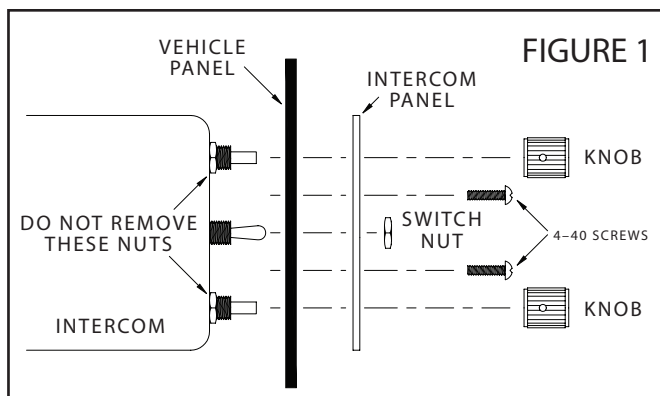 FIGURE 1
VEHICLE
PANEL
INTERCOM
PANEL
KNOB
DO NOT REMOVE
THESE NUTS
SWITCH
NUT
4–40 SCREWS
INTERCOM
KNOB